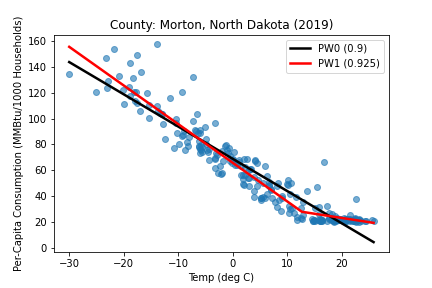 County: Morton, North Dakota (2019)
Per-Capita Consumption (MMBtu/1000 Households)
160
140
120
100
80
60
40
20
0
PW0 (0.9)
PW1 (0.925)
−30 −20 −10 0 10 20
Temp (deg C)